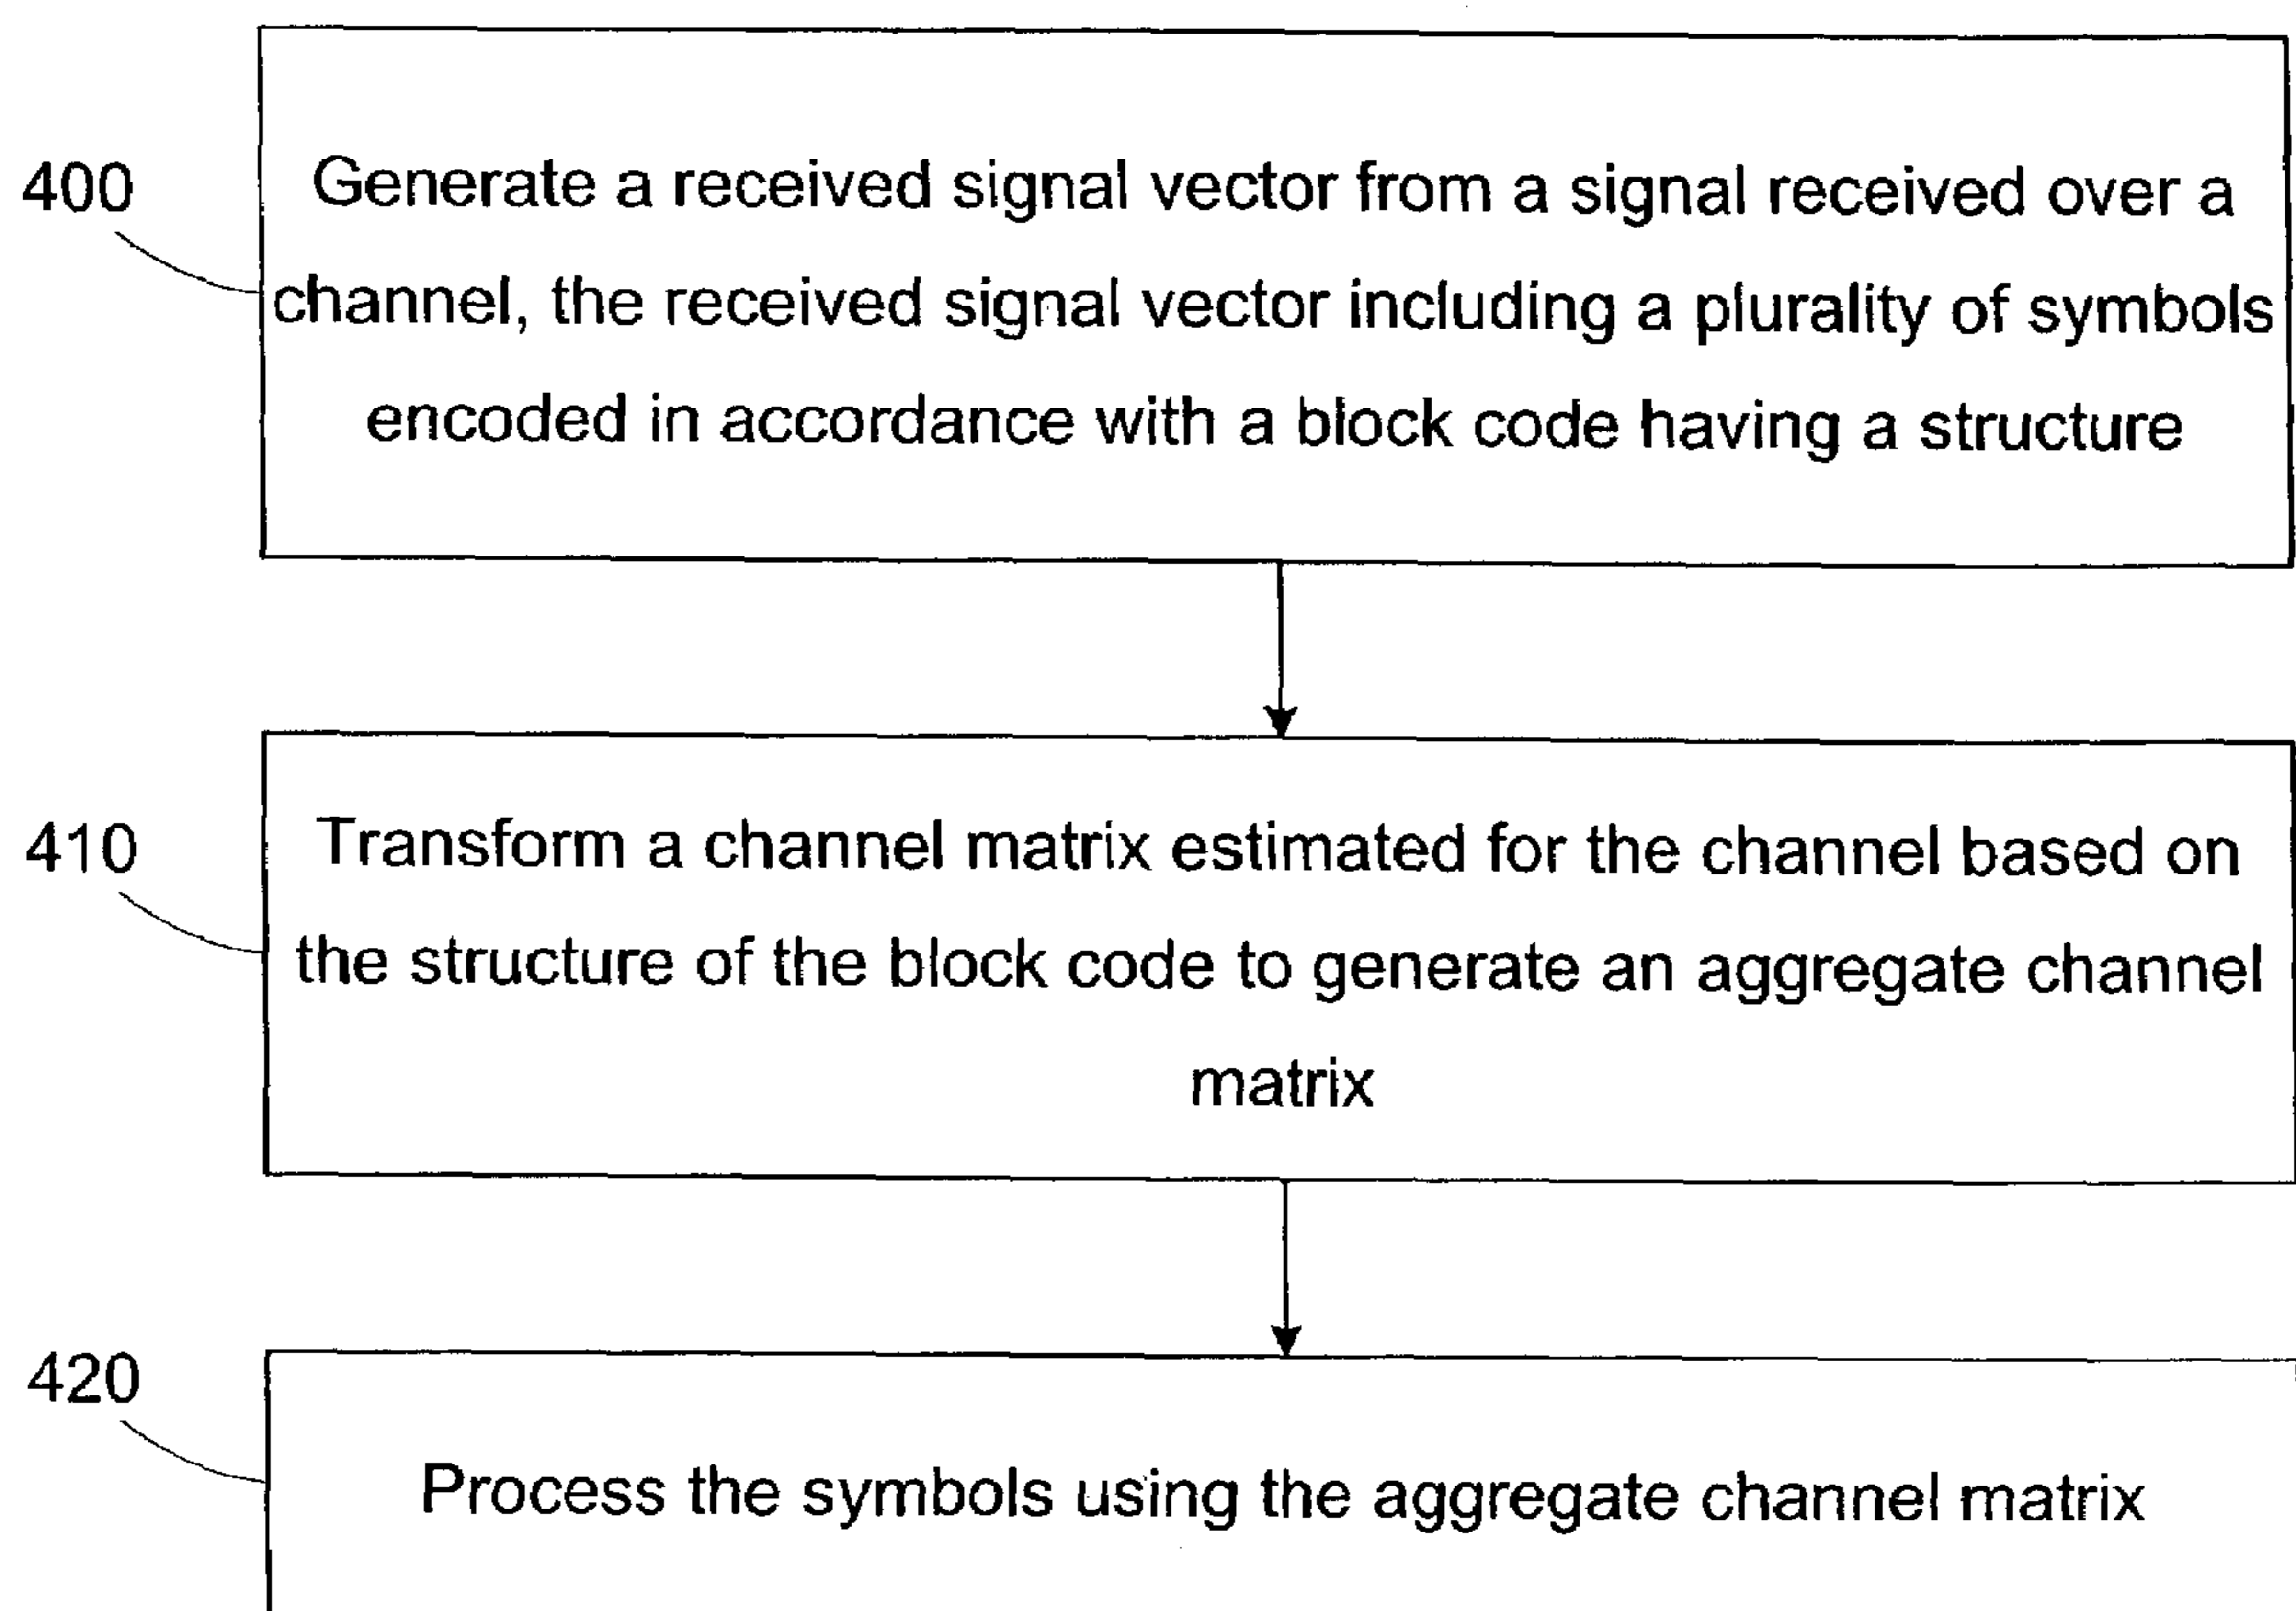 400
Generate a received signal vector from a signal received over a
channel, the received signal vector including a plurality of symbols
encoded in accordance with a block code having a structure
410
Transform a channel matrix estimated for the channel based on
the structure of the block code to generate an aggregate channel
matrix
420
Process the symbols using the aggregate channel matrix